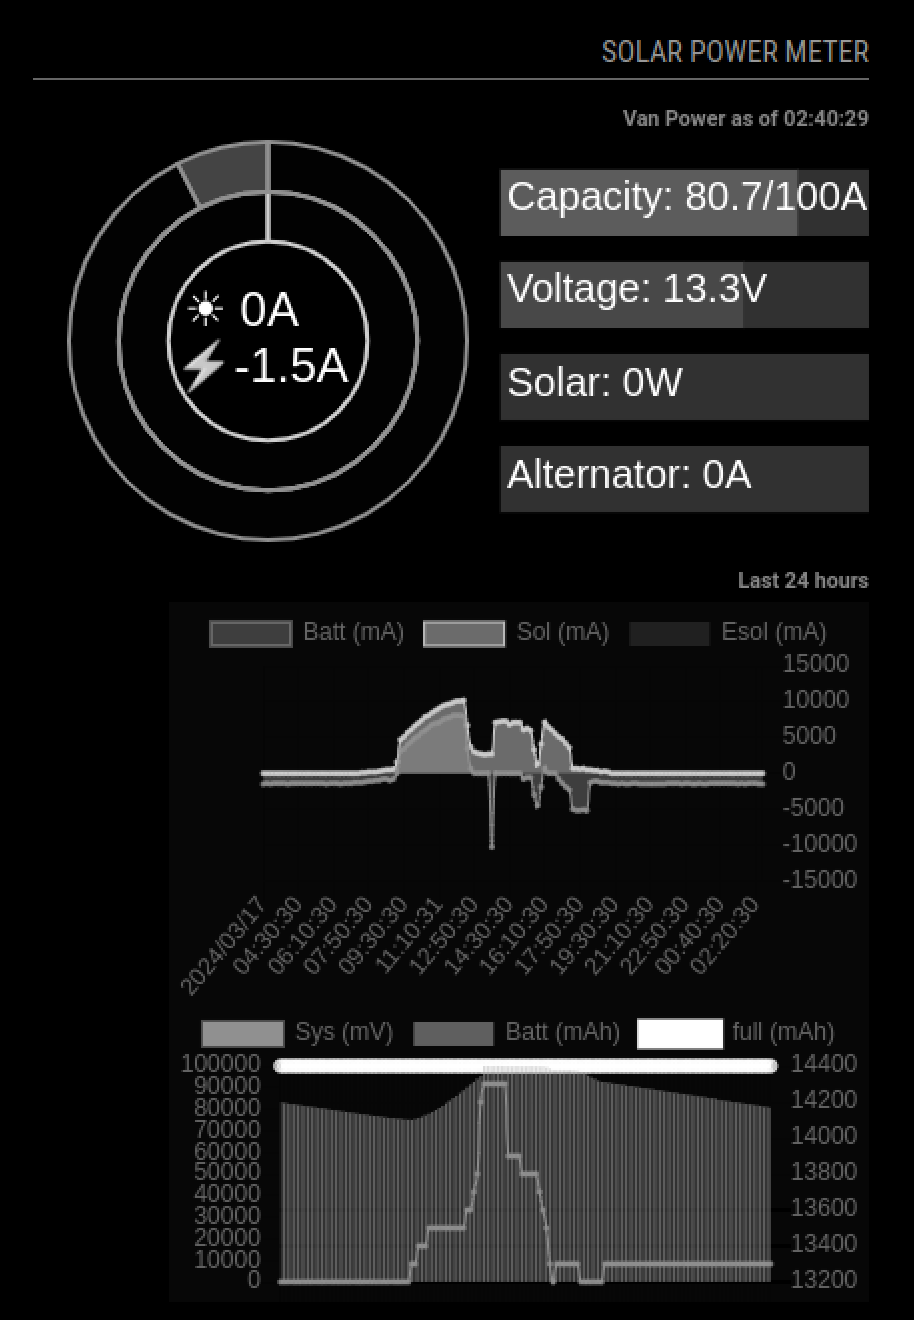 SOLAR POWER METER
Van Power as of 02:40:29
☀ 0A
⚡ -1.5A
Capacity: 80.7/100A
Voltage: 13.3V
Solar: 0W
Alternator: 0A
Last 24 hours
Batt (mA) Sol (mA) Esol (mA)
15000
10000
5000
0
-5000
-10000
-15000
2024/03/17 04:30:30 06:10:30 07:50:30 09:30:30 11:10:31 12:50:30 14:30:30 16:10:30 17:50:30 19:30:30 21:10:30 22:50:30 00:40:30 02:20:30
Sys (mV) Batt (mAh) full (mAh)
100000
90000
80000
70000
60000
50000
40000
30000
20000
10000
0
14400
14200
14000
13800
13600
13400
13200